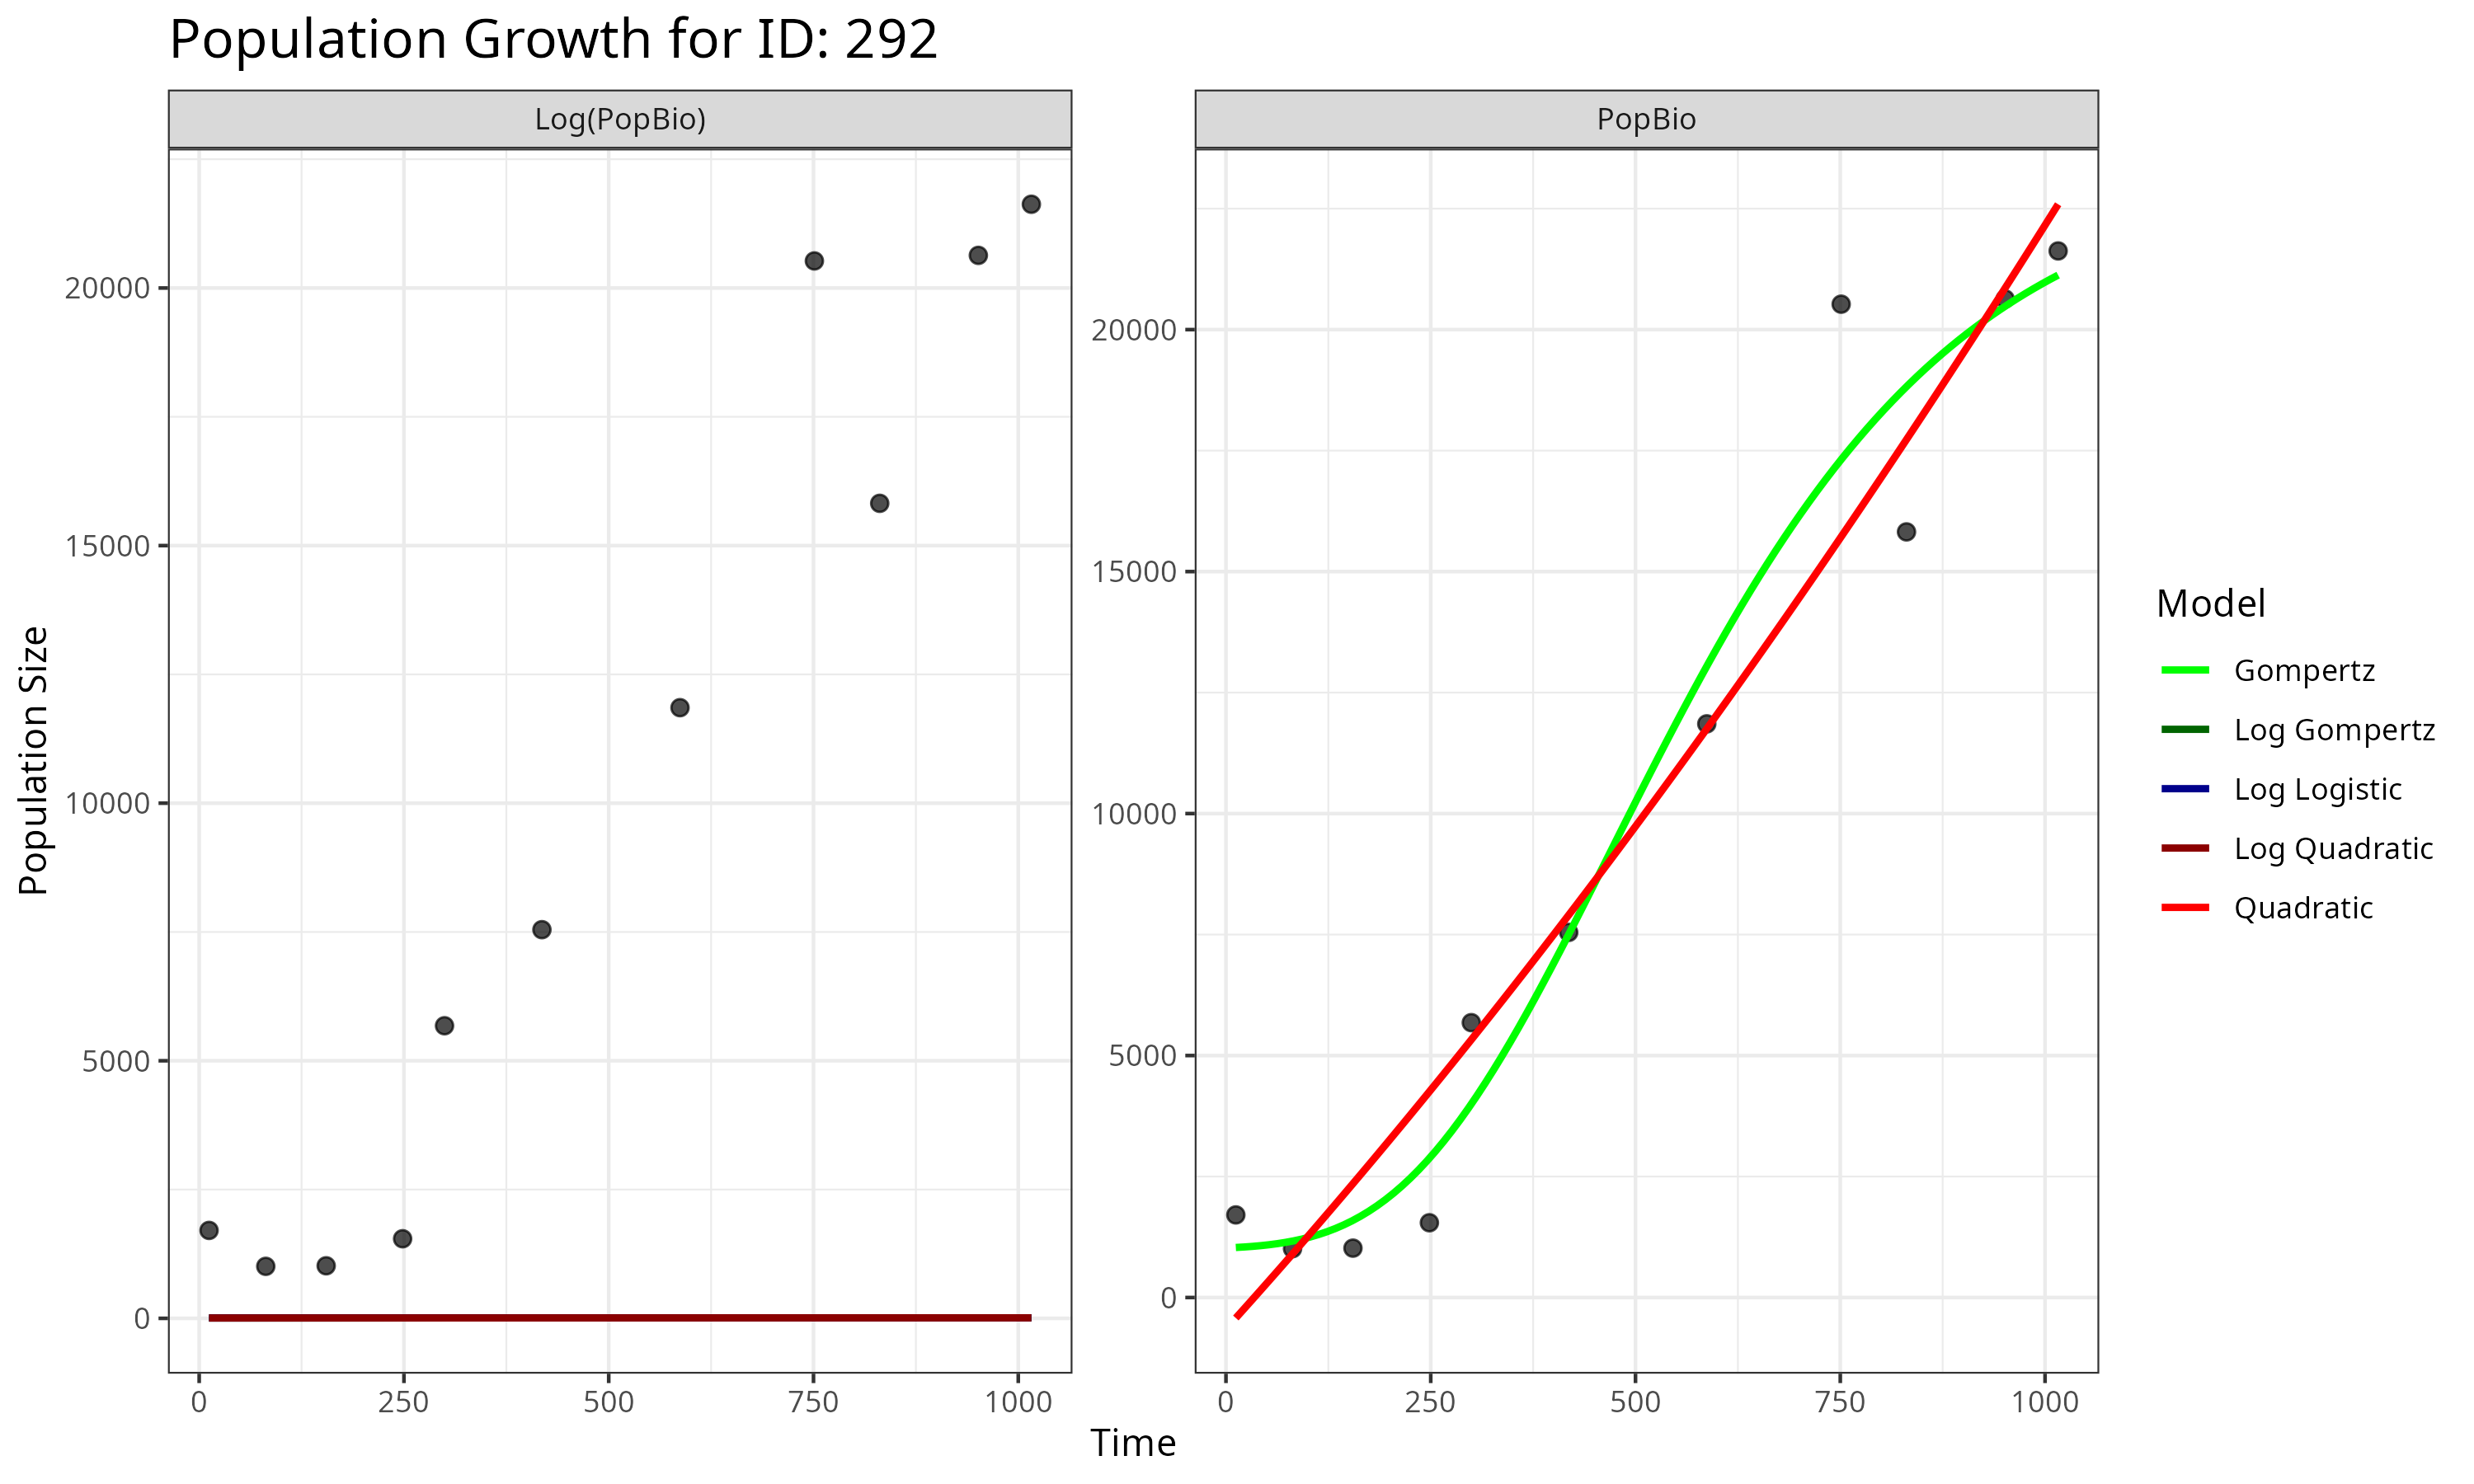 Population Growth for ID: 292
Log(PopBio)
PopBio
Population Size
20000
15000
10000
5000
0
20000
15000
10000
5000
0
0 250 500 750 1000
0 250 500 750 1000
Time
Model
Gompertz
Log Gompertz
Log Logistic
Log Quadratic
Quadratic